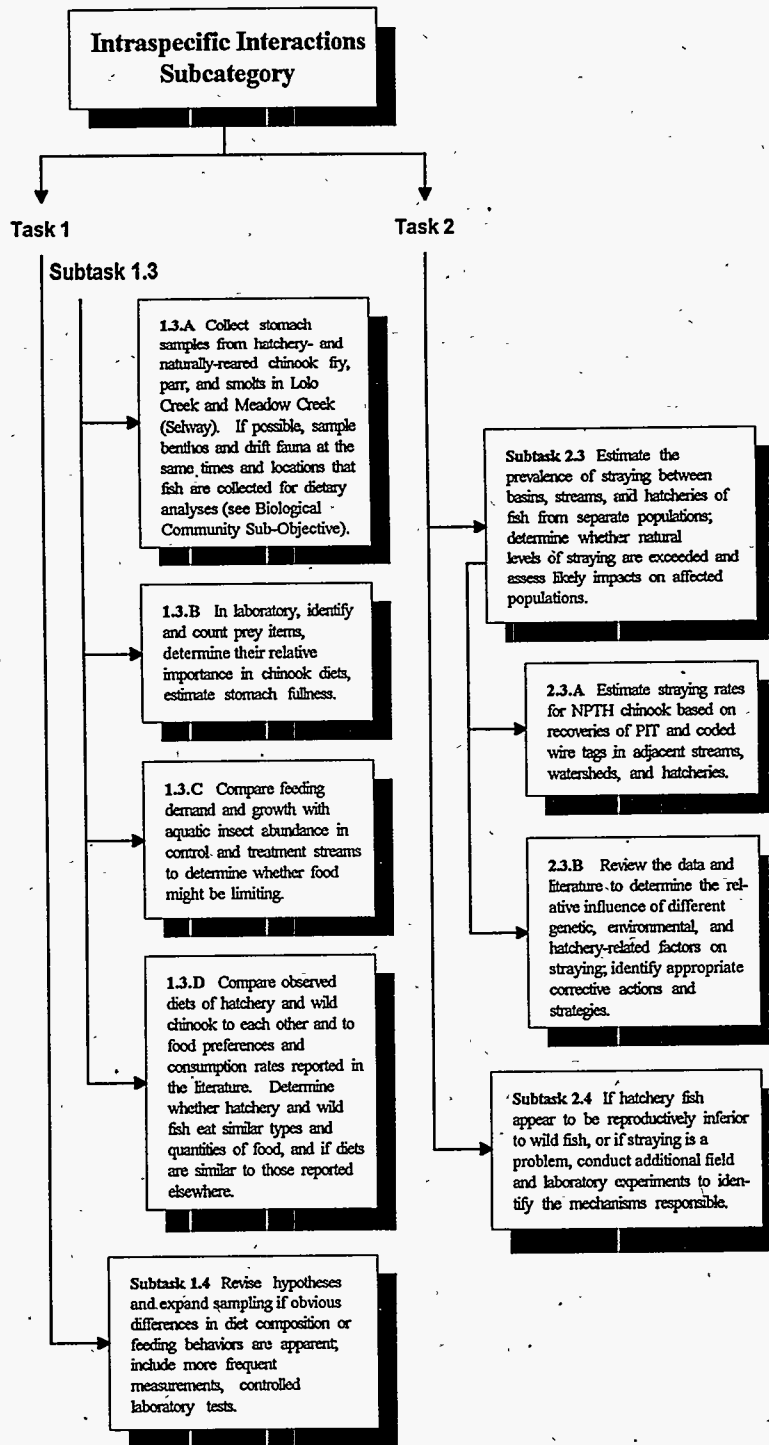 Intraspecific Interactions
Subcategory
Task 1
Subtask 1.3
1.3.A Collect stomach
samples from hatchery- and
naturally-reared chinook fry,
parr, and smolts in Lolo
Creek and Meadow Creek
(Selway). If possible, sample
benthos and drift fauna at the
same times and locations that
fish are collected for dietary
analyses (see Biological
Community Sub-Objective).
1.3.B In laboratory, identify
and count prey items,
determine their relative
importance in chinook diets,
estimate stomach fullness.
1.3.C Compare feeding
demand and growth with
aquatic insect abundance in
control and treatment streams
to determine whether food
might be limiting.
1.3.D Compare observed
diets of hatchery and wild
chinook to each other and to
food preferences and
consumption rates reported in
the literature. Determine
whether hatchery and wild
fish eat similar types and
quantities of food, and if diets
are similar to those reported
elsewhere.
Subtask 1.4 Revise hypotheses
and expand sampling if obvious
differences in diet composition or
feeding behaviors are apparent;
include more frequent
measurements, controlled
laboratory tests.
Task 2
Subtask 2.3 Estimate the
prevalence of straying between
basins, streams, and hatcheries of
fish from separate populations;
determine whether natural
levels of straying are exceeded and
assess likely impacts on affected
populations.
2.3.A Estimate straying rates
for NPTH chinook based on
recoveries of PIT and coded
wire tags in adjacent streams,
watersheds, and hatcheries.
2.3.B Review the data and
literature to determine the rel-
ative influence of different
genetic, environmental, and
hatchery-related factors on
straying; identify appropriate
corrective actions and
strategies.
Subtask 2.4 If hatchery fish
appear to be reproductively inferior
to wild fish, or if straying is a
problem, conduct additional field
and laboratory experiments to iden-
tify the mechanisms responsible.